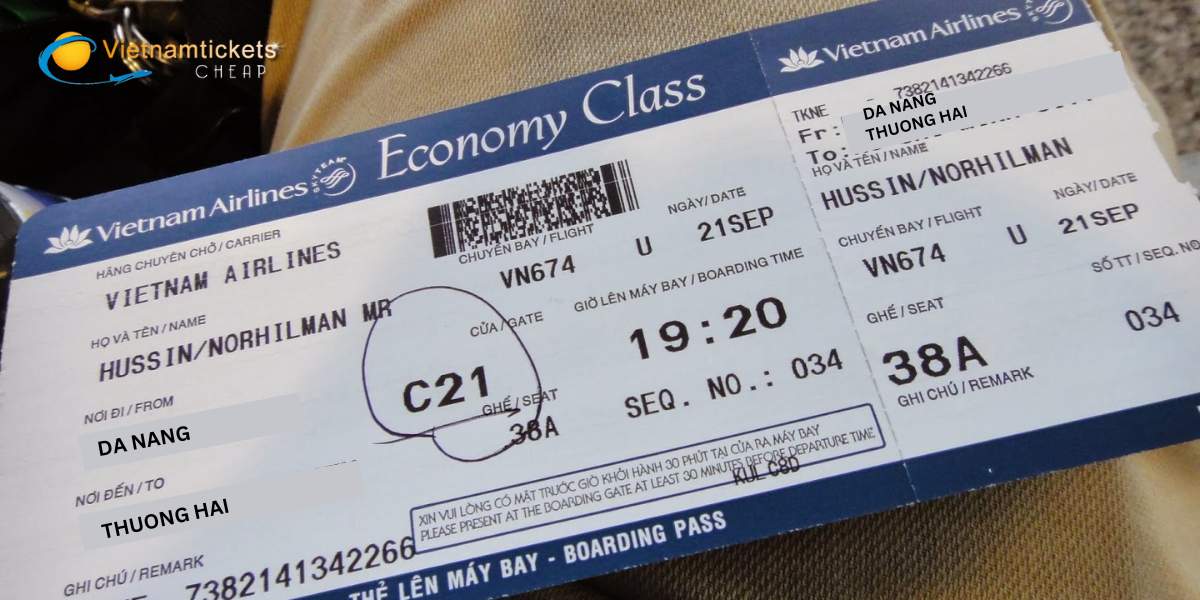 Vietnamtickets
CHEAP
Vietnam Airlines SKYTEAM
Economy Class
HÃNG CHUYÊN CHỞ / CARRIER
VIETNAM AIRLINES
HỌ VÀ TÊN / NAME
HUSSIN/NORHILMAN MR
NƠI ĐI / FROM
DA NANG
NƠI ĐẾN / TO
THUONG HAI
GHI CHÚ / REMARK
7382141342266
CHUYẾN BAY / FLIGHT
VN674
U
NGÀY / DATE
21SEP
CỬA / GATE
C21
GIỜ LÊN MÁY BAY / BOARDING TIME
19:20
GHẾ / SEAT
38A
SEQ. NO.: 034
XIN VUI LÒNG CÓ MẶT TRƯỚC GIỜ KHỞI HÀNH 30 PHÚT TẠI CỬA RA MÁY BAY
PLEASE PRESENT AT THE BOARDING GATE AT LEAST 30 MINUTES BEFORE DEPARTURE TIME
KUL C8D
THẺ LÊN MÁY BAY - BOARDING PASS
Vietnam Airlines
TKNE 7382141342266
Fr: DA NANG
To: THUONG HAI
HỌ VÀ TÊN / NAME
HUSSIN/NORHILMAN
CHUYẾN BAY / FLIGHT
VN674
U
NGÀY / DATE
21SEP
GHẾ / SEAT
38A
SỐ TT / SEQ. NO
034
GHI CHÚ / REMARK